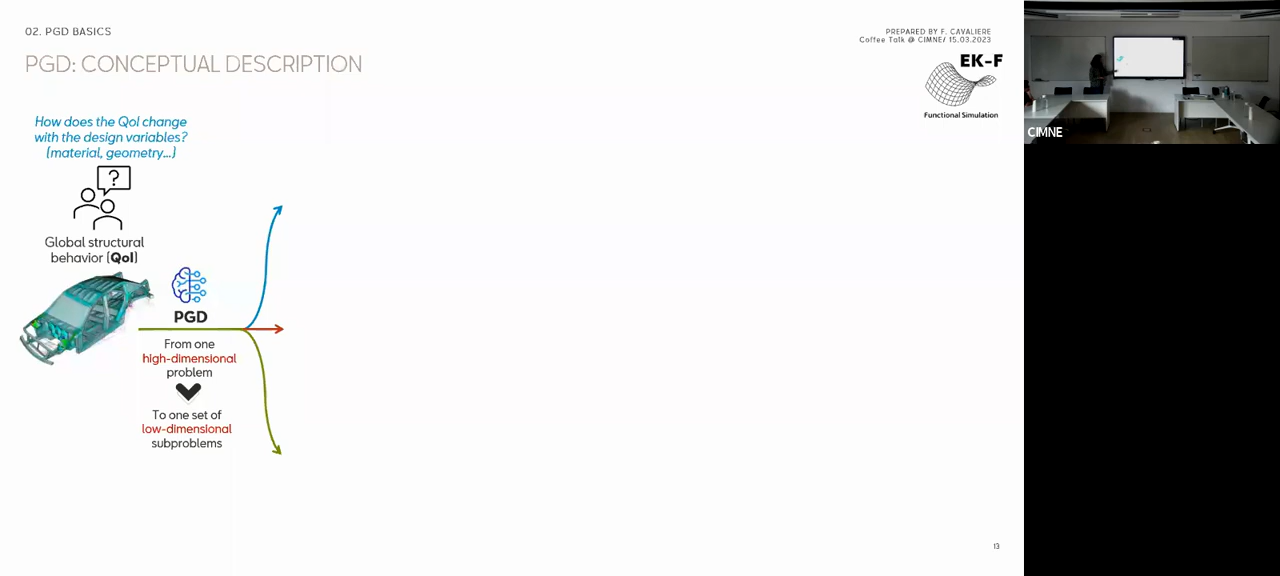 02. PGD BASICS
PREPARED BY F. CAVALIERE
Coffee Talk @ CIMNE/ 15.03.2023
PGD: CONCEPTUAL DESCRIPTION
EK-F
Functional Simulation
How does the QoI change
with the design variables?
(material, geometry...)
?
Global structural
behavior (QoI)
PGD
From one
high-dimensional
problem
To one set of
low-dimensional
subproblems
13
CIMNE